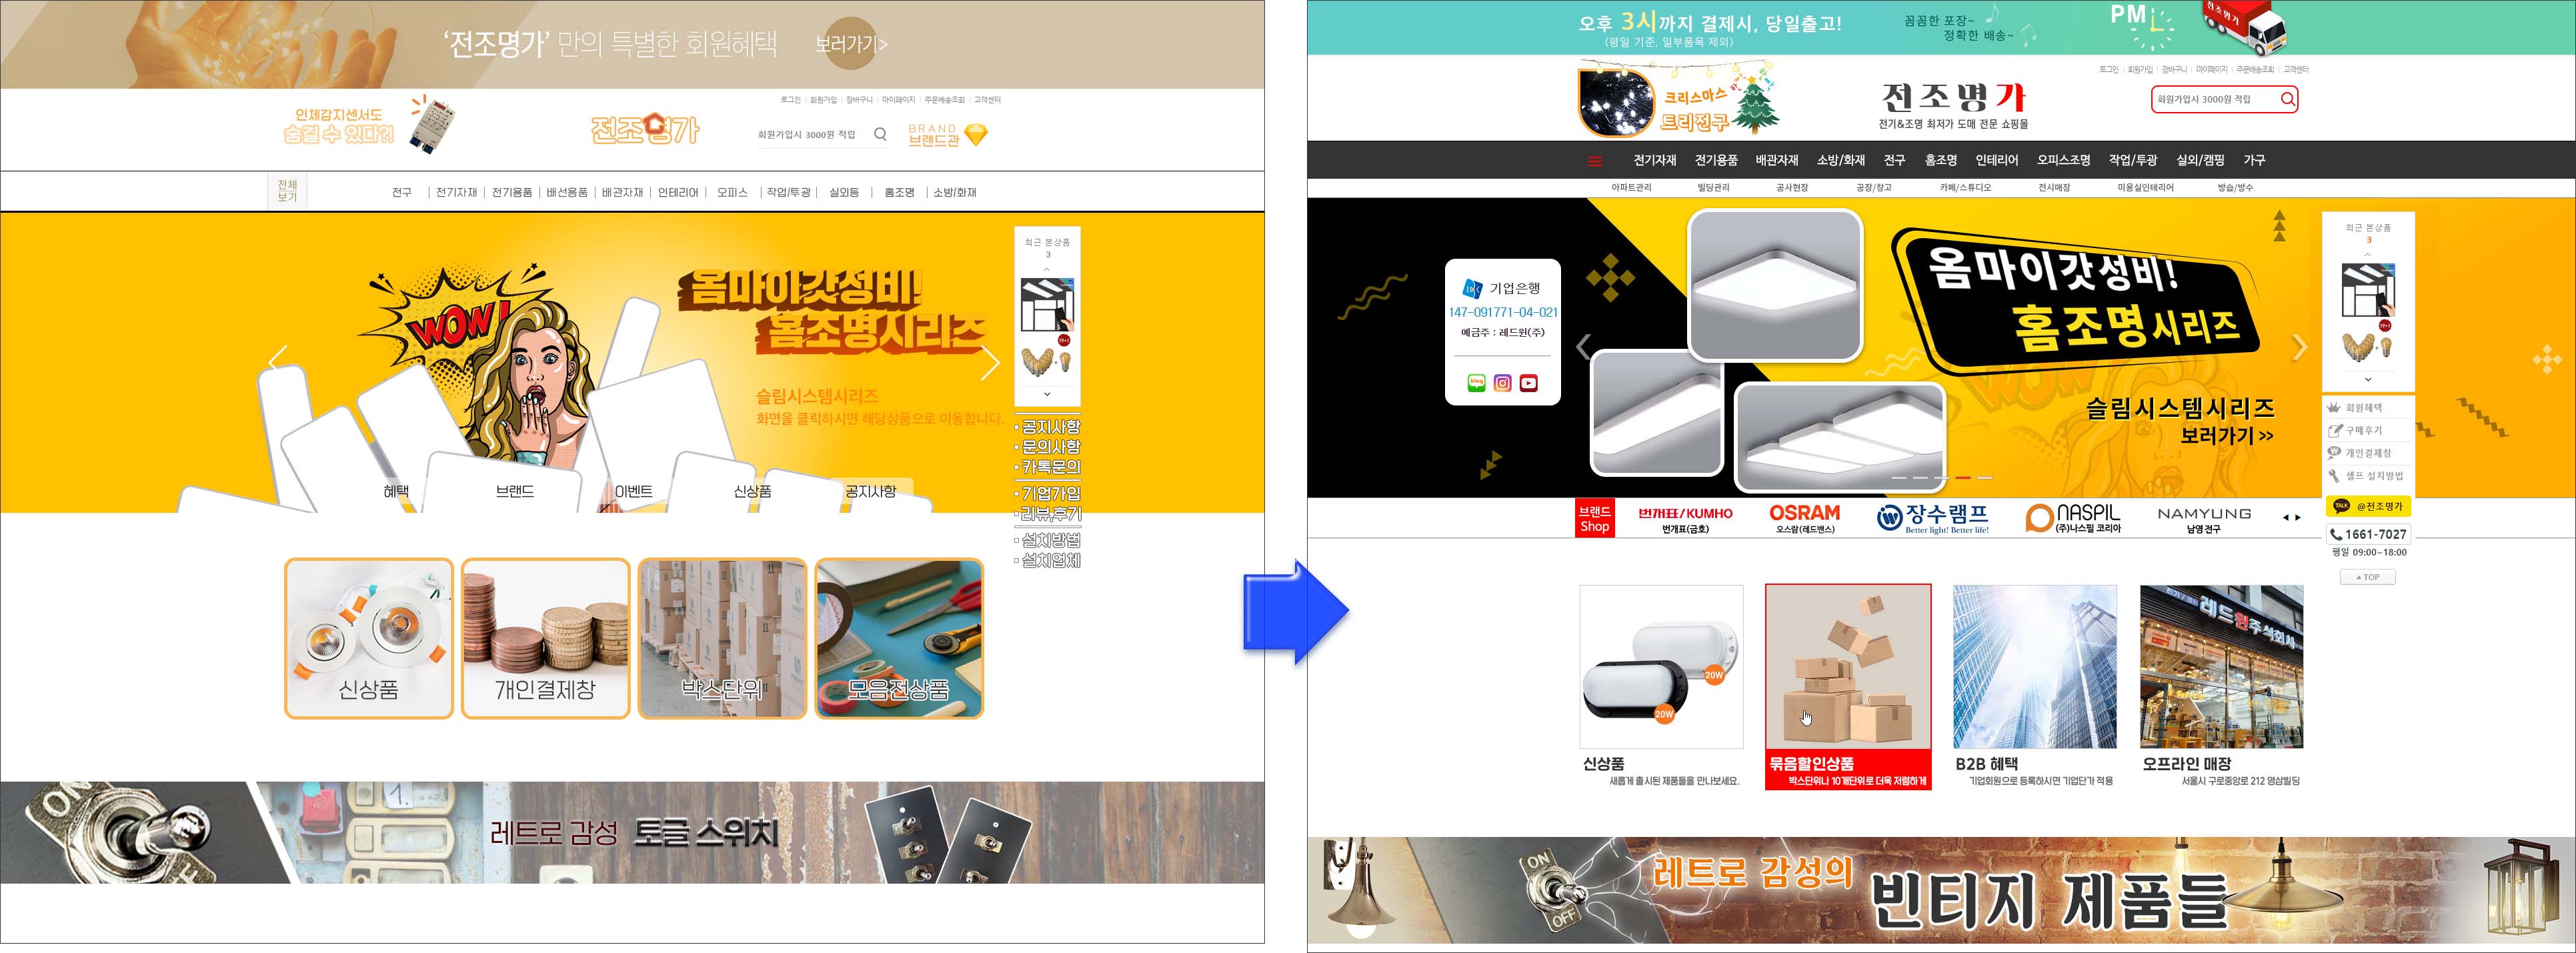 ‘전조명가’ 만의 특별한 회원혜택
보러가기>
로그인 회원가입 장바구니 마이페이지 주문배송조회 고객센터
인체감지센서도
숨길 수 있다?!
전조명가
회원가입시 3000원 적립
BRAND
브랜드관
전체
보기
전구 전기자재 전기용품 배선용품 배관자재 인테리어 오피스 작업/투광 실외등 홈조명 소방/화재
WOW!
옴마이갓성비!
홈조명시리즈
슬림시스템시리즈
화면을 클릭하시면 해당상품으로 이동합니다.
최근 본상품
3
혜택 브랜드 이벤트 신상품 공지사항
공지사항
문의사항
카톡문의
기업가입
리뷰,후기
설치방법
설치업체
신상품
개인결제창
박스단위
모음전상품
ON
OFF
1.
레트로 감성 토글 스위치
오후 3시까지 결제시, 당일출고!
(평일 기준, 일부품목 제외)
꼼꼼한 포장~
정확한 배송~
PM
전조명가
로그인 회원가입 장바구니 마이페이지 주문배송조회 고객센터
크리스마스
트리전구
전조명가
전기&조명 최저가 도매 전문 쇼핑몰
회원가입시 3000원 적립
전기자재 전기용품 배관자재 소방/화재 전구 홈조명 인테리어 오피스조명 작업/투광 실외/캠핑 가구
아파트관리 빌딩관리 공사현장 공장/창고 카페/스튜디오 전시매장 미용실인테리어 방습/방수
기업은행
147-091771-04-021
예금주 : 레드원(주)
blog
옴마이갓성비!
홈조명시리즈
WOW!
슬림시스템시리즈
보러가기 >>
최근 본상품
3
회원혜택
구매후기
개인결제창
셀프 설치방법
TALK @전조명가
1661-7027
평일 09:00~18:00
TOP
브랜드
Shop
번개표/KUMHO
번개표(금호)
OSRAM
오스람(레드밴스)
장수램프
Better light! Better life!
NASPIL
(주)나스필 코리아
NAMYUNG
남영 전구
20W
20W
신상품
새롭게 출시된 제품들을 만나보세요.
묶음할인상품
박스단위나 10개단위로 더욱 저렴하게
B2B 혜택
기업회원으로 등록하시면 기업단가 적용
레드원주식회사
오프라인 매장
서울시 구로중앙로 212 영삼빌딩
ON
OFF
레트로 감성의
빈티지 제품들